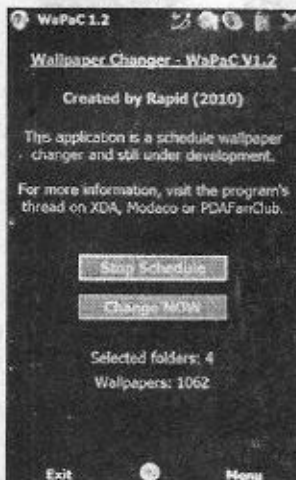 WaPaC 1.2
Wallpaper Changer - WaPaC V1.2
Created by Rapid (2010)
This application is a schedule wallpaper
changer and still under development.
For more information, visit the program's
thread on XDA, Modaco or PDAFanClub.
Stop Schedule
Change NOW
Selected folders: 4
Wallpapers: 1062
Exit
Menu